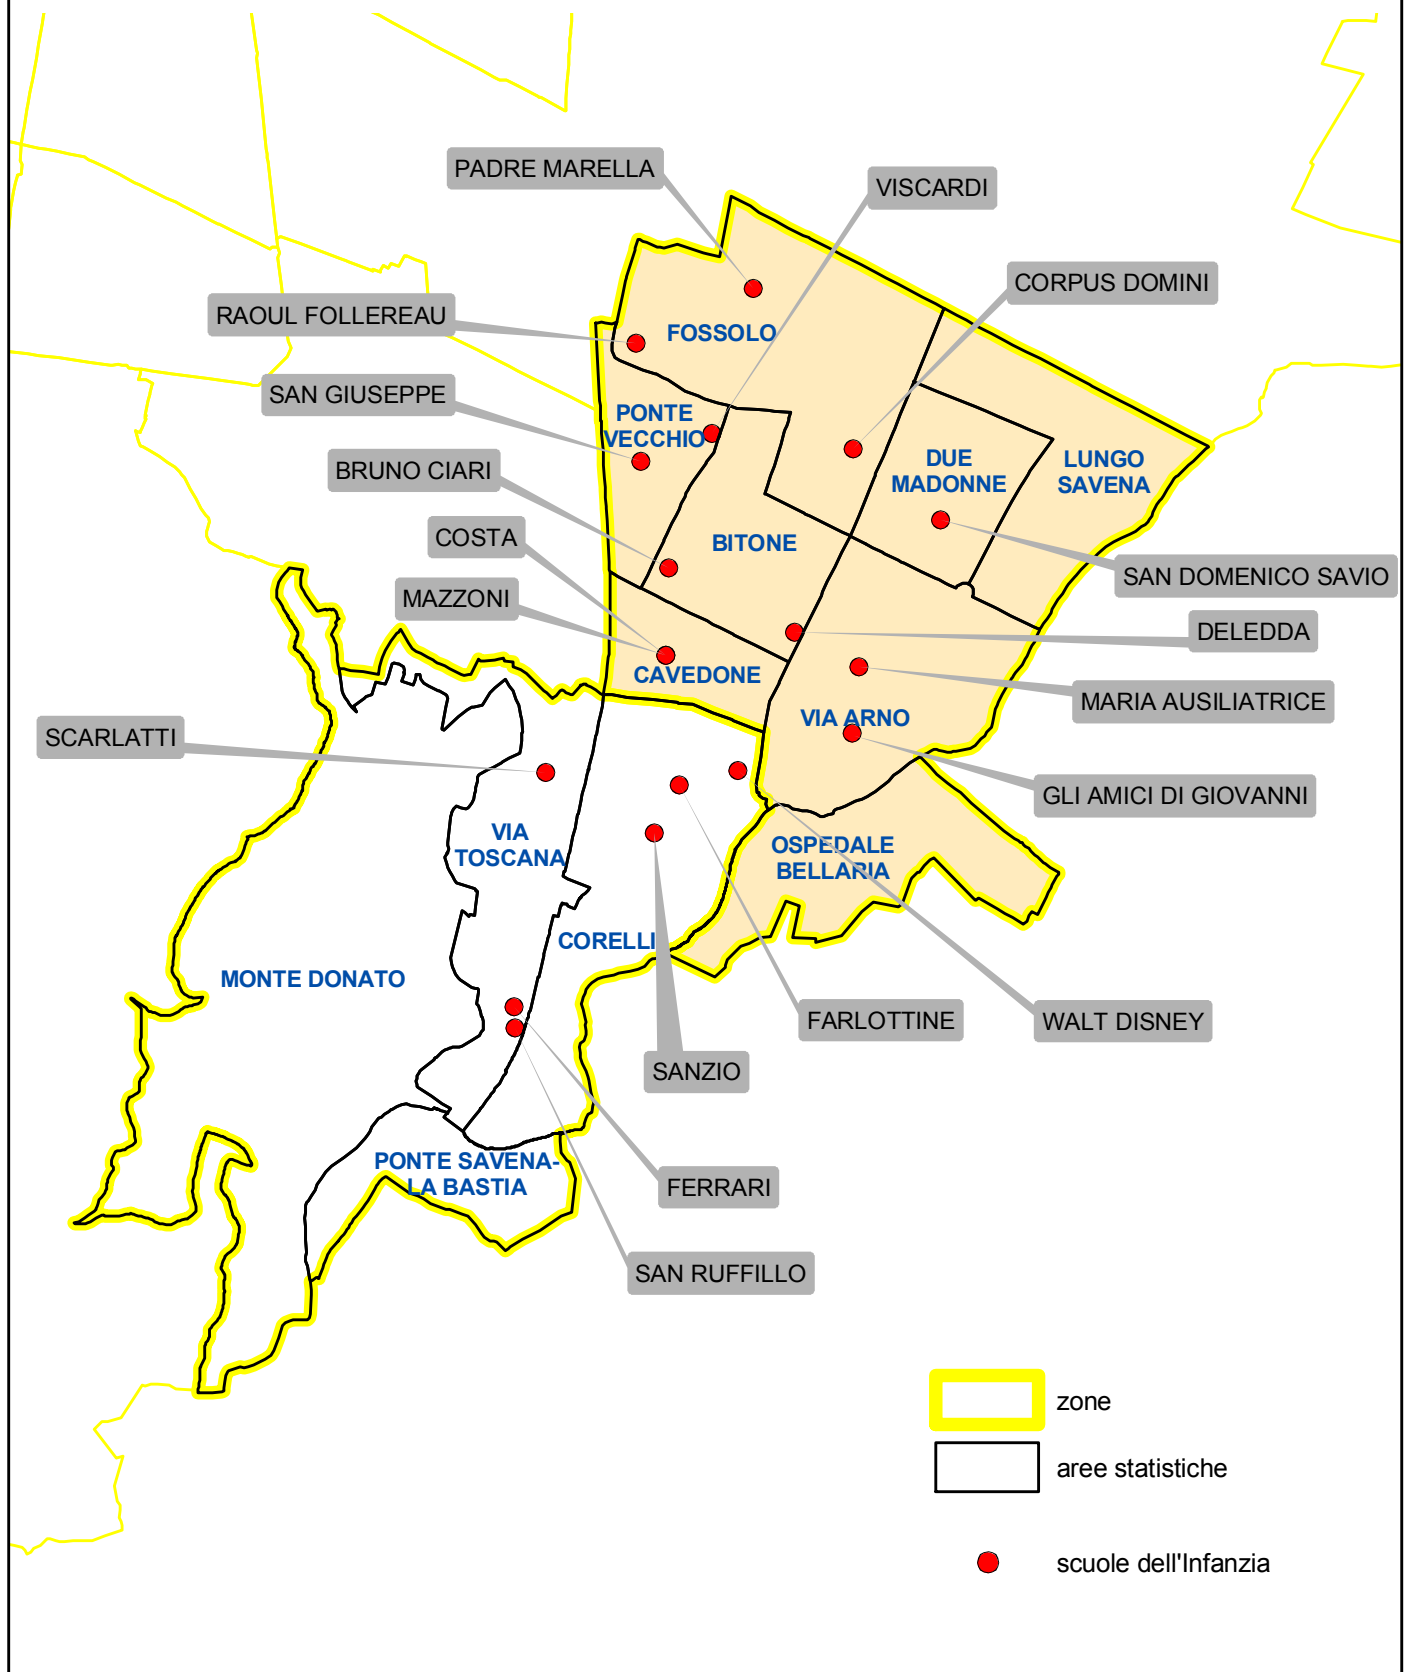 PADRE MARELLA
VISCARDI
CORPUS DOMINI
RAOUL FOLLEREAU
FOSSOLO
SAN GIUSEPPE
PONTE
VECCHIO
BRUNO CIARI
DUE
MADONNE
LUNGO
SAVENA
COSTA
BITONE
SAN DOMENICO SAVIO
MAZZONI
DELEDDA
CAVEDONE
MARIA AUSILIATRICE
VIA ARNO
SCARLATTI
GLI AMICI DI GIOVANNI
VIA
TOSCANA
OSPEDALE
BELLARIA
CORELLI
MONTE DONATO
FARLOTTINE
WALT DISNEY
SANZIO
PONTE SAVENA-
LA BASTIA
FERRARI
SAN RUFFILLO
zone
aree statistiche
scuole dell'Infanzia